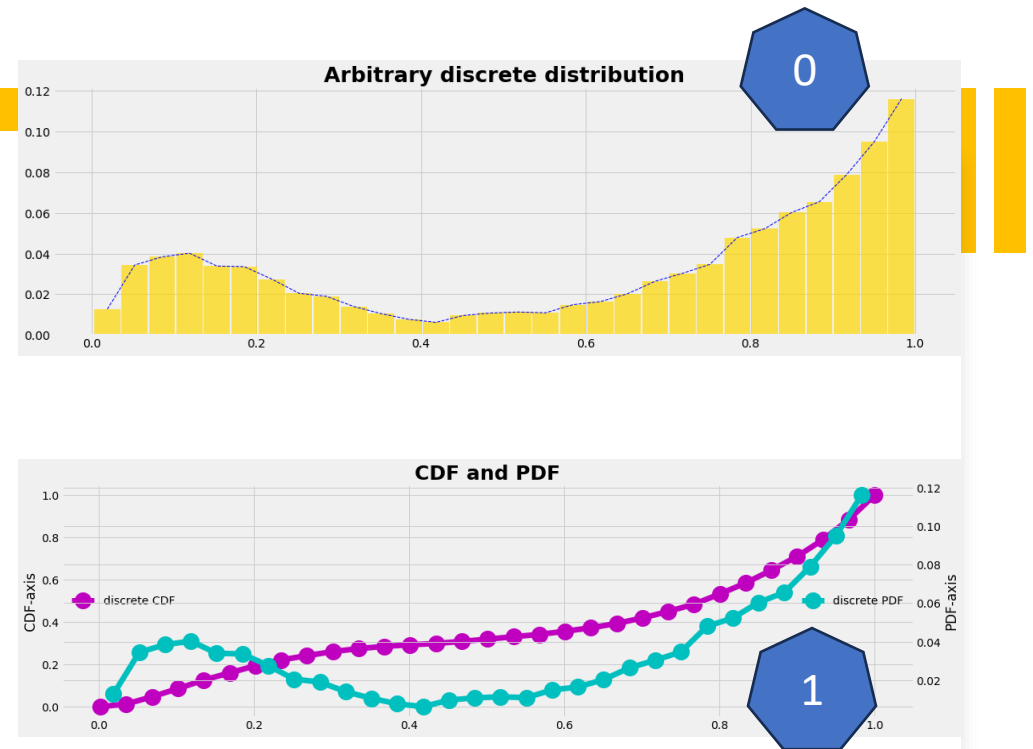 0
Arbitrary discrete distribution
0.12
0.10
0.08
0.06
0.04
0.02
0.00
0.0 0.2 0.4 0.6 0.8 1.0
CDF and PDF
1.0 0.12
0.10
0.8
0.08
0.6
CDF-axis
discrete CDF
discrete PDF
0.06
PDF-axis
0.4
0.04
0.2
0.02
0.0
1
0.0 0.2 0.4 0.6 0.8 1.0